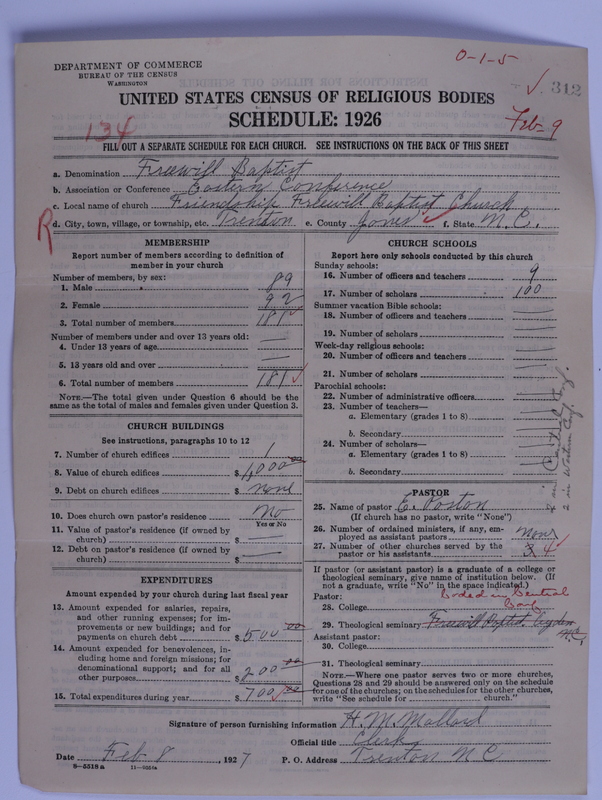 DEPARTMENT OF COMMERCE
BUREAU OF THE CENSUS
WASHINGTON
0-1-5
312
UNITED STATES CENSUS OF RELIGIOUS BODIES
SCHEDULE: 1926
134
Feb 9
FILL OUT A SEPARATE SCHEDULE FOR EACH CHURCH. SEE INSTRUCTIONS ON THE BACK OF THIS SHEET
a. Denomination Freewill Baptist
b. Association or Conference Eastern Conference
c. Local name of church Friendship Freewill Baptist Church
R
d. City, town, village, or township, etc. Trenton e. County Jones f. State N.C.
MEMBERSHIP
Report number of members according to definition of member in your church
Number of members, by sex:
1. Male 89
2. Female 92
3. Total number of members 181
Number of members under and over 13 years old:
4. Under 13 years of age
5. 13 years old and over
6. Total number of members 181
NOTE.—The total given under Question 6 should be the same as the total of males and females given under Question 3.
CHURCH BUILDINGS
See instructions, paragraphs 10 to 12
7. Number of church edifices 1
8. Value of church edifices $
9. Debt on church edifices $ none
10. Does church own pastor's residence No
Yes or No
11. Value of pastor's residence (if owned by church) $
12. Debt on pastor's residence (if owned by church) $
EXPENDITURES
Amount expended by your church during last fiscal year
13. Amount expended for salaries, repairs, and other running expenses; for improvements or new buildings; and for payments on church debt $ 500 00
14. Amount expended for benevolences, including home and foreign missions; for denominational support; and for all other purposes $ 200 00
15. Total expenditures during year $ 700 00
CHURCH SCHOOLS
Report here only schools conducted by this church
Sunday schools:
16. Number of officers and teachers 9
17. Number of scholars 100
Summer vacation Bible schools:
18. Number of officers and teachers
19. Number of scholars
Week-day religious schools:
20. Number of officers and teachers
21. Number of scholars
Parochial schools:
22. Number of administrative officers
23. Number of teachers—
a. Elementary (grades 1 to 8)
b. Secondary
24. Number of scholars—
a. Elementary (grades 1 to 8)
b. Secondary
2 in Western Conf.
PASTOR
25. Name of pastor E. Poston
(If church has no pastor, write "None")
26. Number of ordained ministers, if any, employed as assistant pastors none
27. Number of other churches served by the pastor or his assistants 3 4
If pastor (or assistant pastor) is a graduate of a college or theological seminary, give name of institution below. (If not a graduate, write "No" in the space indicated.)
Pastor:
in Central
Conf
28. College
29. Theological seminary Freewill Baptist Ayden N.C.
Assistant pastor:
30. College
31. Theological seminary
NOTE.—Where one pastor serves two or more churches, Questions 28 and 29 should be answered only on the schedule for one of the churches; on the schedules for the other churches, write "See schedule for church."
Signature of person furnishing information H. M. Mallard
Official title Clerk
Date Feb 8, 1927 P. O. Address Trenton N C
8-5518a 11-0258a